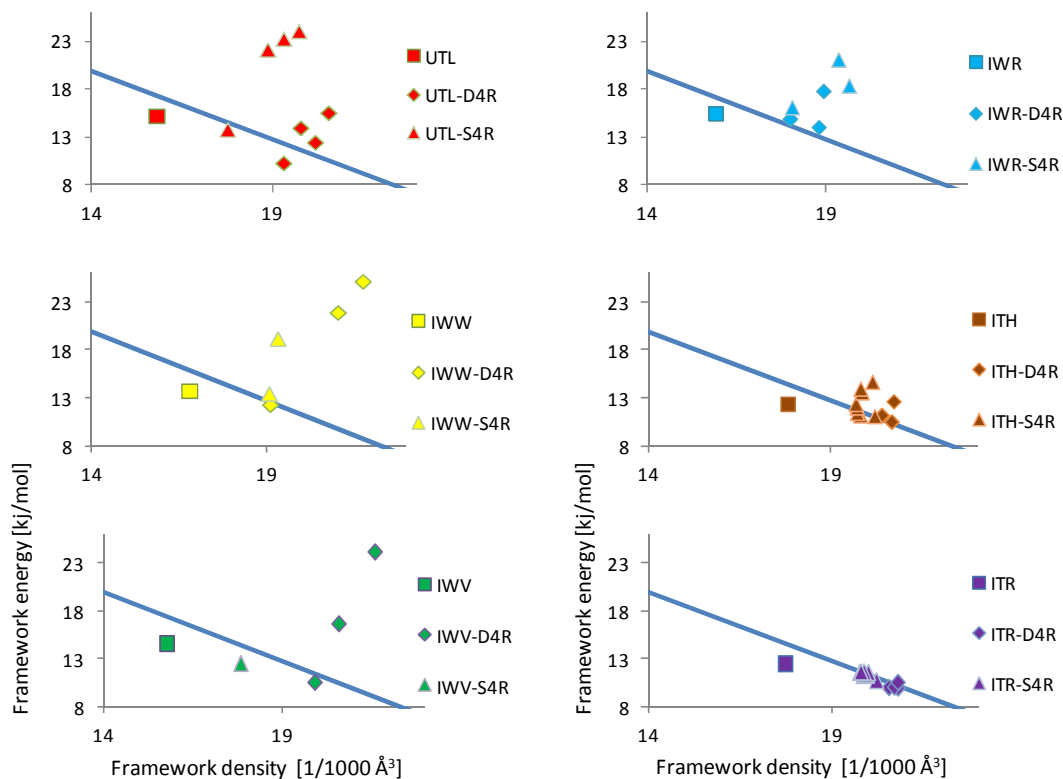 23
18
13
8
14
19
UTL
UTL-D4R
UTL-S4R
23
18
13
8
14
19
IWR
IWR-D4R
IWR-S4R
Framework energy [kj/mol]
23
18
13
8
14
19
IWW
IWW-D4R
IWW-S4R
Framework energy [kj/mol]
23
18
13
8
14
19
ITH
ITH-D4R
ITH-S4R
23
18
13
8
14
19
IWV
IWV-D4R
IWV-S4R
Framework density [1/1000 Å³]
23
18
13
8
14
19
ITR
ITR-D4R
ITR-S4R
Framework density [1/1000 Å³]